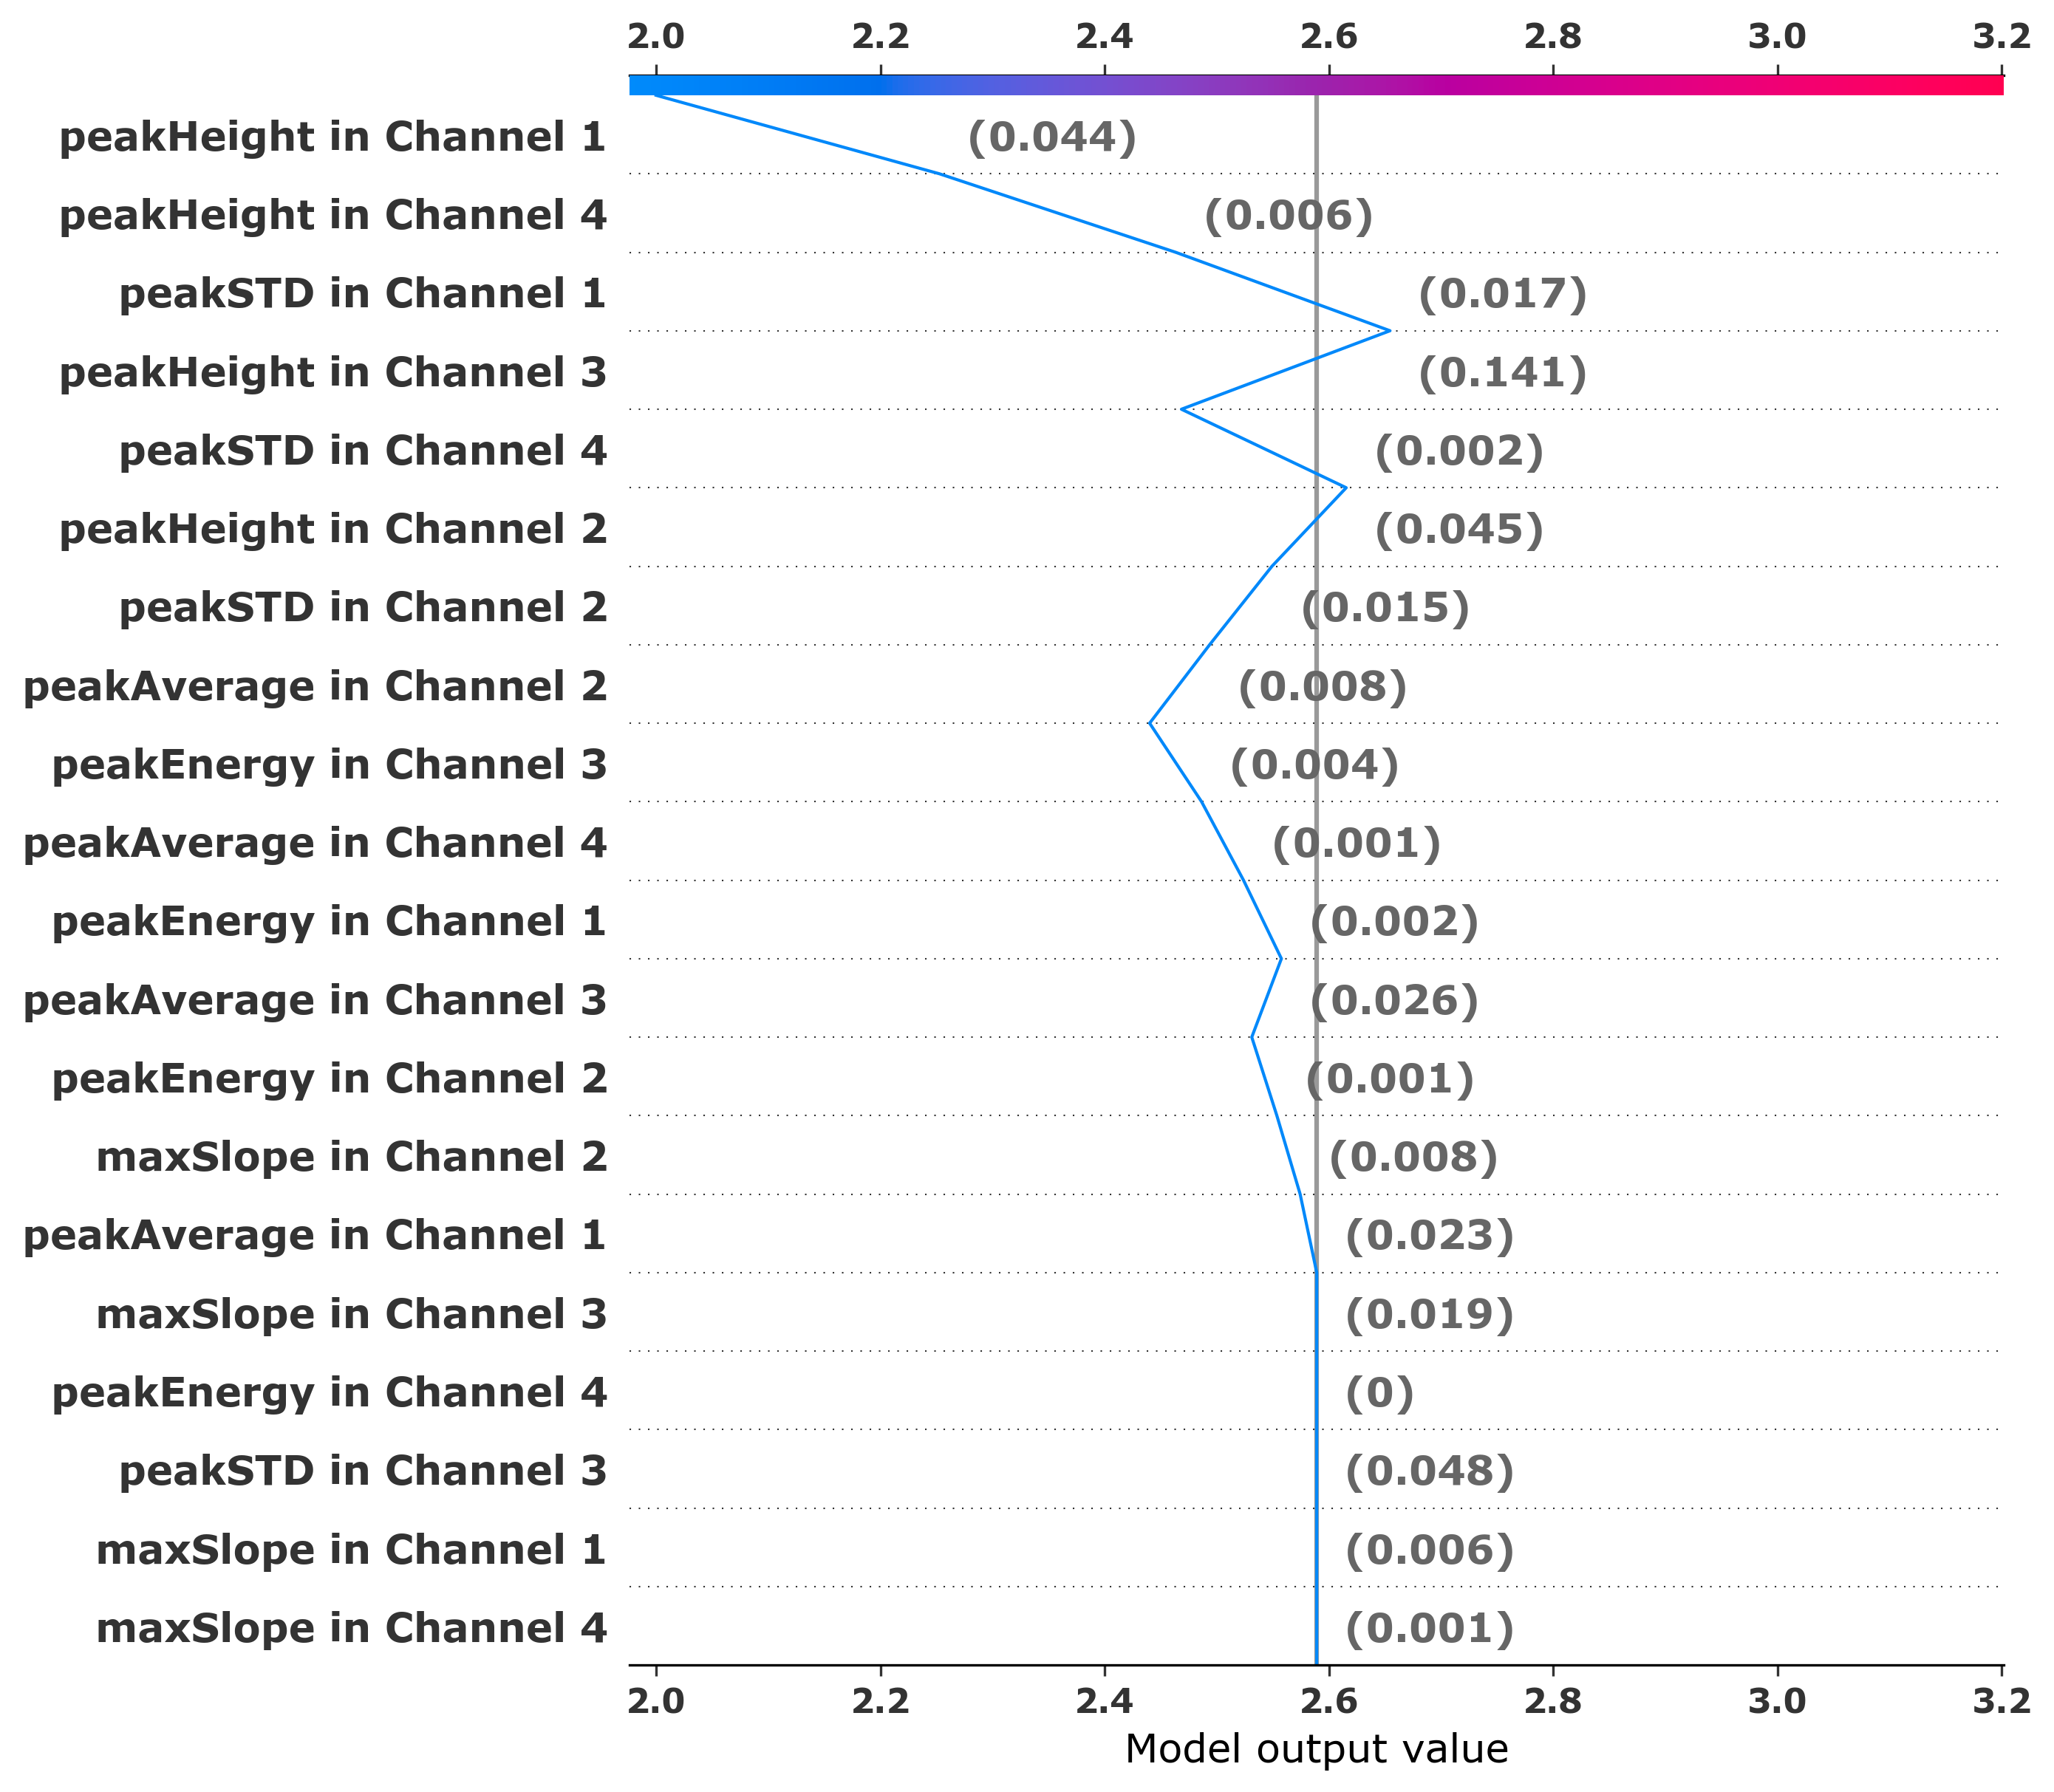 2.0 2.2 2.4 2.6 2.8 3.0 3.2
peakHeight in Channel 1 (0.044)
peakHeight in Channel 4 (0.006)
peakSTD in Channel 1 (0.017)
peakHeight in Channel 3 (0.141)
peakSTD in Channel 4 (0.002)
peakHeight in Channel 2 (0.045)
peakSTD in Channel 2 (0.015)
peakAverage in Channel 2 (0.008)
peakEnergy in Channel 3 (0.004)
peakAverage in Channel 4 (0.001)
peakEnergy in Channel 1 (0.002)
peakAverage in Channel 3 (0.026)
peakEnergy in Channel 2 (0.001)
maxSlope in Channel 2 (0.008)
peakAverage in Channel 1 (0.023)
maxSlope in Channel 3 (0.019)
peakEnergy in Channel 4 (0)
peakSTD in Channel 3 (0.048)
maxSlope in Channel 1 (0.006)
maxSlope in Channel 4 (0.001)
2.0 2.2 2.4 2.6 2.8 3.0 3.2
Model output value